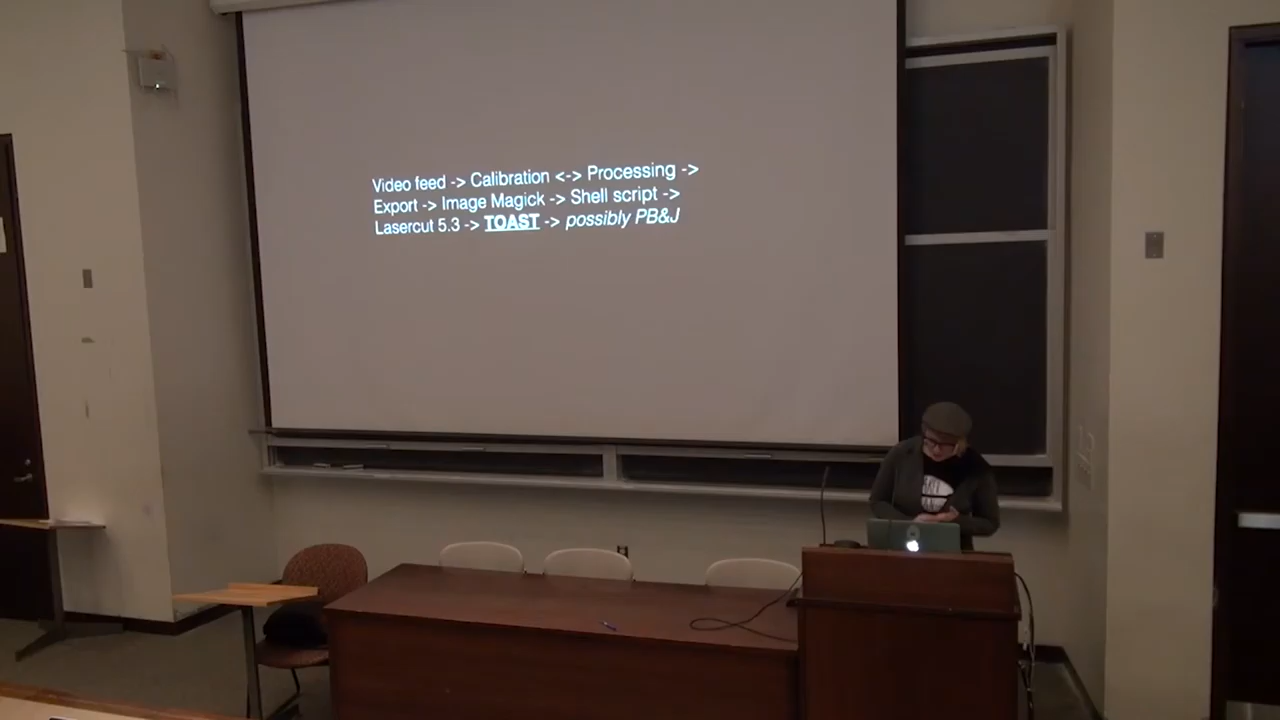 Video feed -> Calibration <-> Processing ->
Export -> Image Magick -> Shell script ->
Lasercut 5.3 -> TOAST -> possibly PB&J